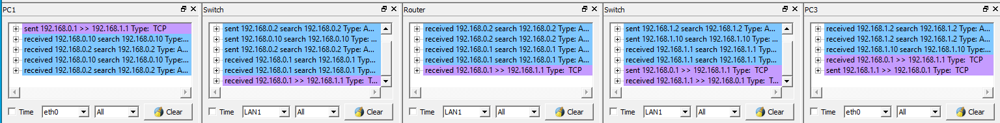 PC1
sent 192.168.0.1 >> 192.168.1.1 Type:  TCP
received 192.168.0.10 search 192.168.0.10 Type:...
received 192.168.0.2 search 192.168.0.2 Type: A...
received 192.168.0.10 search 192.168.0.10 Type:...
received 192.168.0.2 search 192.168.0.2 Type: A...
Time eth0 All Clear
Switch
sent 192.168.0.2 search 192.168.0.2 Type: A...
sent 192.168.0.10 search 192.168.0.10 Type: ...
sent 192.168.0.2 search 192.168.0.2 Type: A...
received 192.168.0.1 search 192.168.0.1 Typ...
received 192.168.0.1 search 192.168.0.1 Typ...
received 192.168.0.1 >> 192.168.1.1 Type:  T...
Time LAN1 All Clear
Router
received 192.168.0.2 search 192.168.0.2 Type: A...
received 192.168.0.2 search 192.168.0.2 Type: A...
received 192.168.0.1 search 192.168.0.1 Type: A...
received 192.168.0.1 search 192.168.0.1 Type: A...
received 192.168.0.1 >> 192.168.1.1 Type:  TCP
Time LAN1 All Clear
Switch
sent 192.168.1.2 search 192.168.1.2 Type: A...
sent 192.168.1.10 search 192.168.1.10 Type: ...
received 192.168.1.1 search 192.168.1.1 Typ...
received 192.168.1.1 search 192.168.1.1 Typ...
sent 192.168.0.1 >> 192.168.1.1 Type:  TCP
received 192.168.1.1 >> 192.168.0.1 Type:  T...
Time LAN1 All Clear
PC3
received 192.168.1.2 search 192.168.1.2 Type: A...
received 192.168.1.2 search 192.168.1.2 Type: A...
received 192.168.1.10 search 192.168.1.10 Type:...
received 192.168.0.1 >> 192.168.1.1 Type:  TCP
sent 192.168.1.1 >> 192.168.0.1 Type:  TCP
Time eth0 All Clear